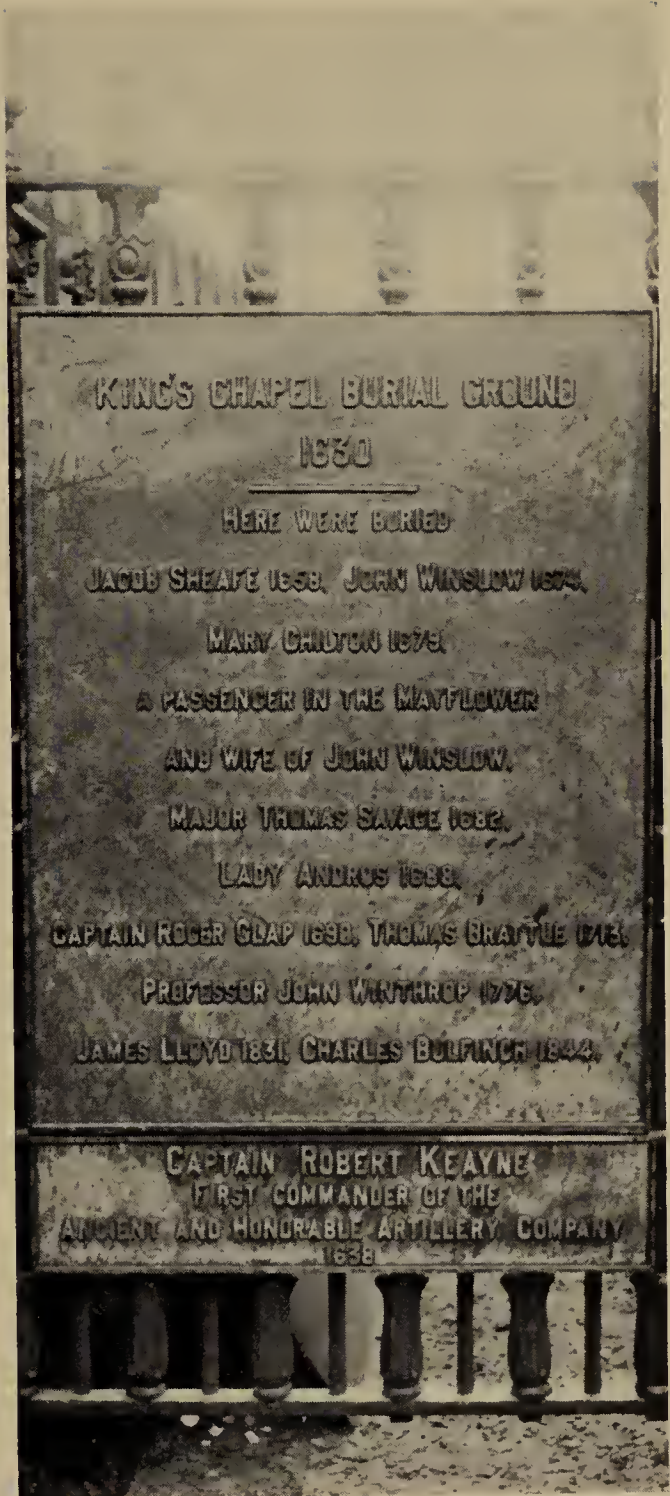 KING'S CHAPEL BURIAL GROUND
1630
HERE WERE BURIED
JACOB SHEAFE 1658, JOHN WINSLOW 1674,
MARY CHILTON 1679,
A PASSENGER IN THE MAYFLOWER
AND WIFE OF JOHN WINSLOW,
MAJOR THOMAS SAVAGE 1682,
LADY ANDROS 1688,
CAPTAIN ROGER CLAP 1690, THOMAS BRATTLE 1713,
PROFESSOR JOHN WINTHROP 1776,
JAMES LLOYD 1831, CHARLES BULFINCH 1844.
CAPTAIN ROBERT KEAYNE
FIRST COMMANDER OF THE
ANCIENT AND HONORABLE ARTILLERY COMPANY
1638